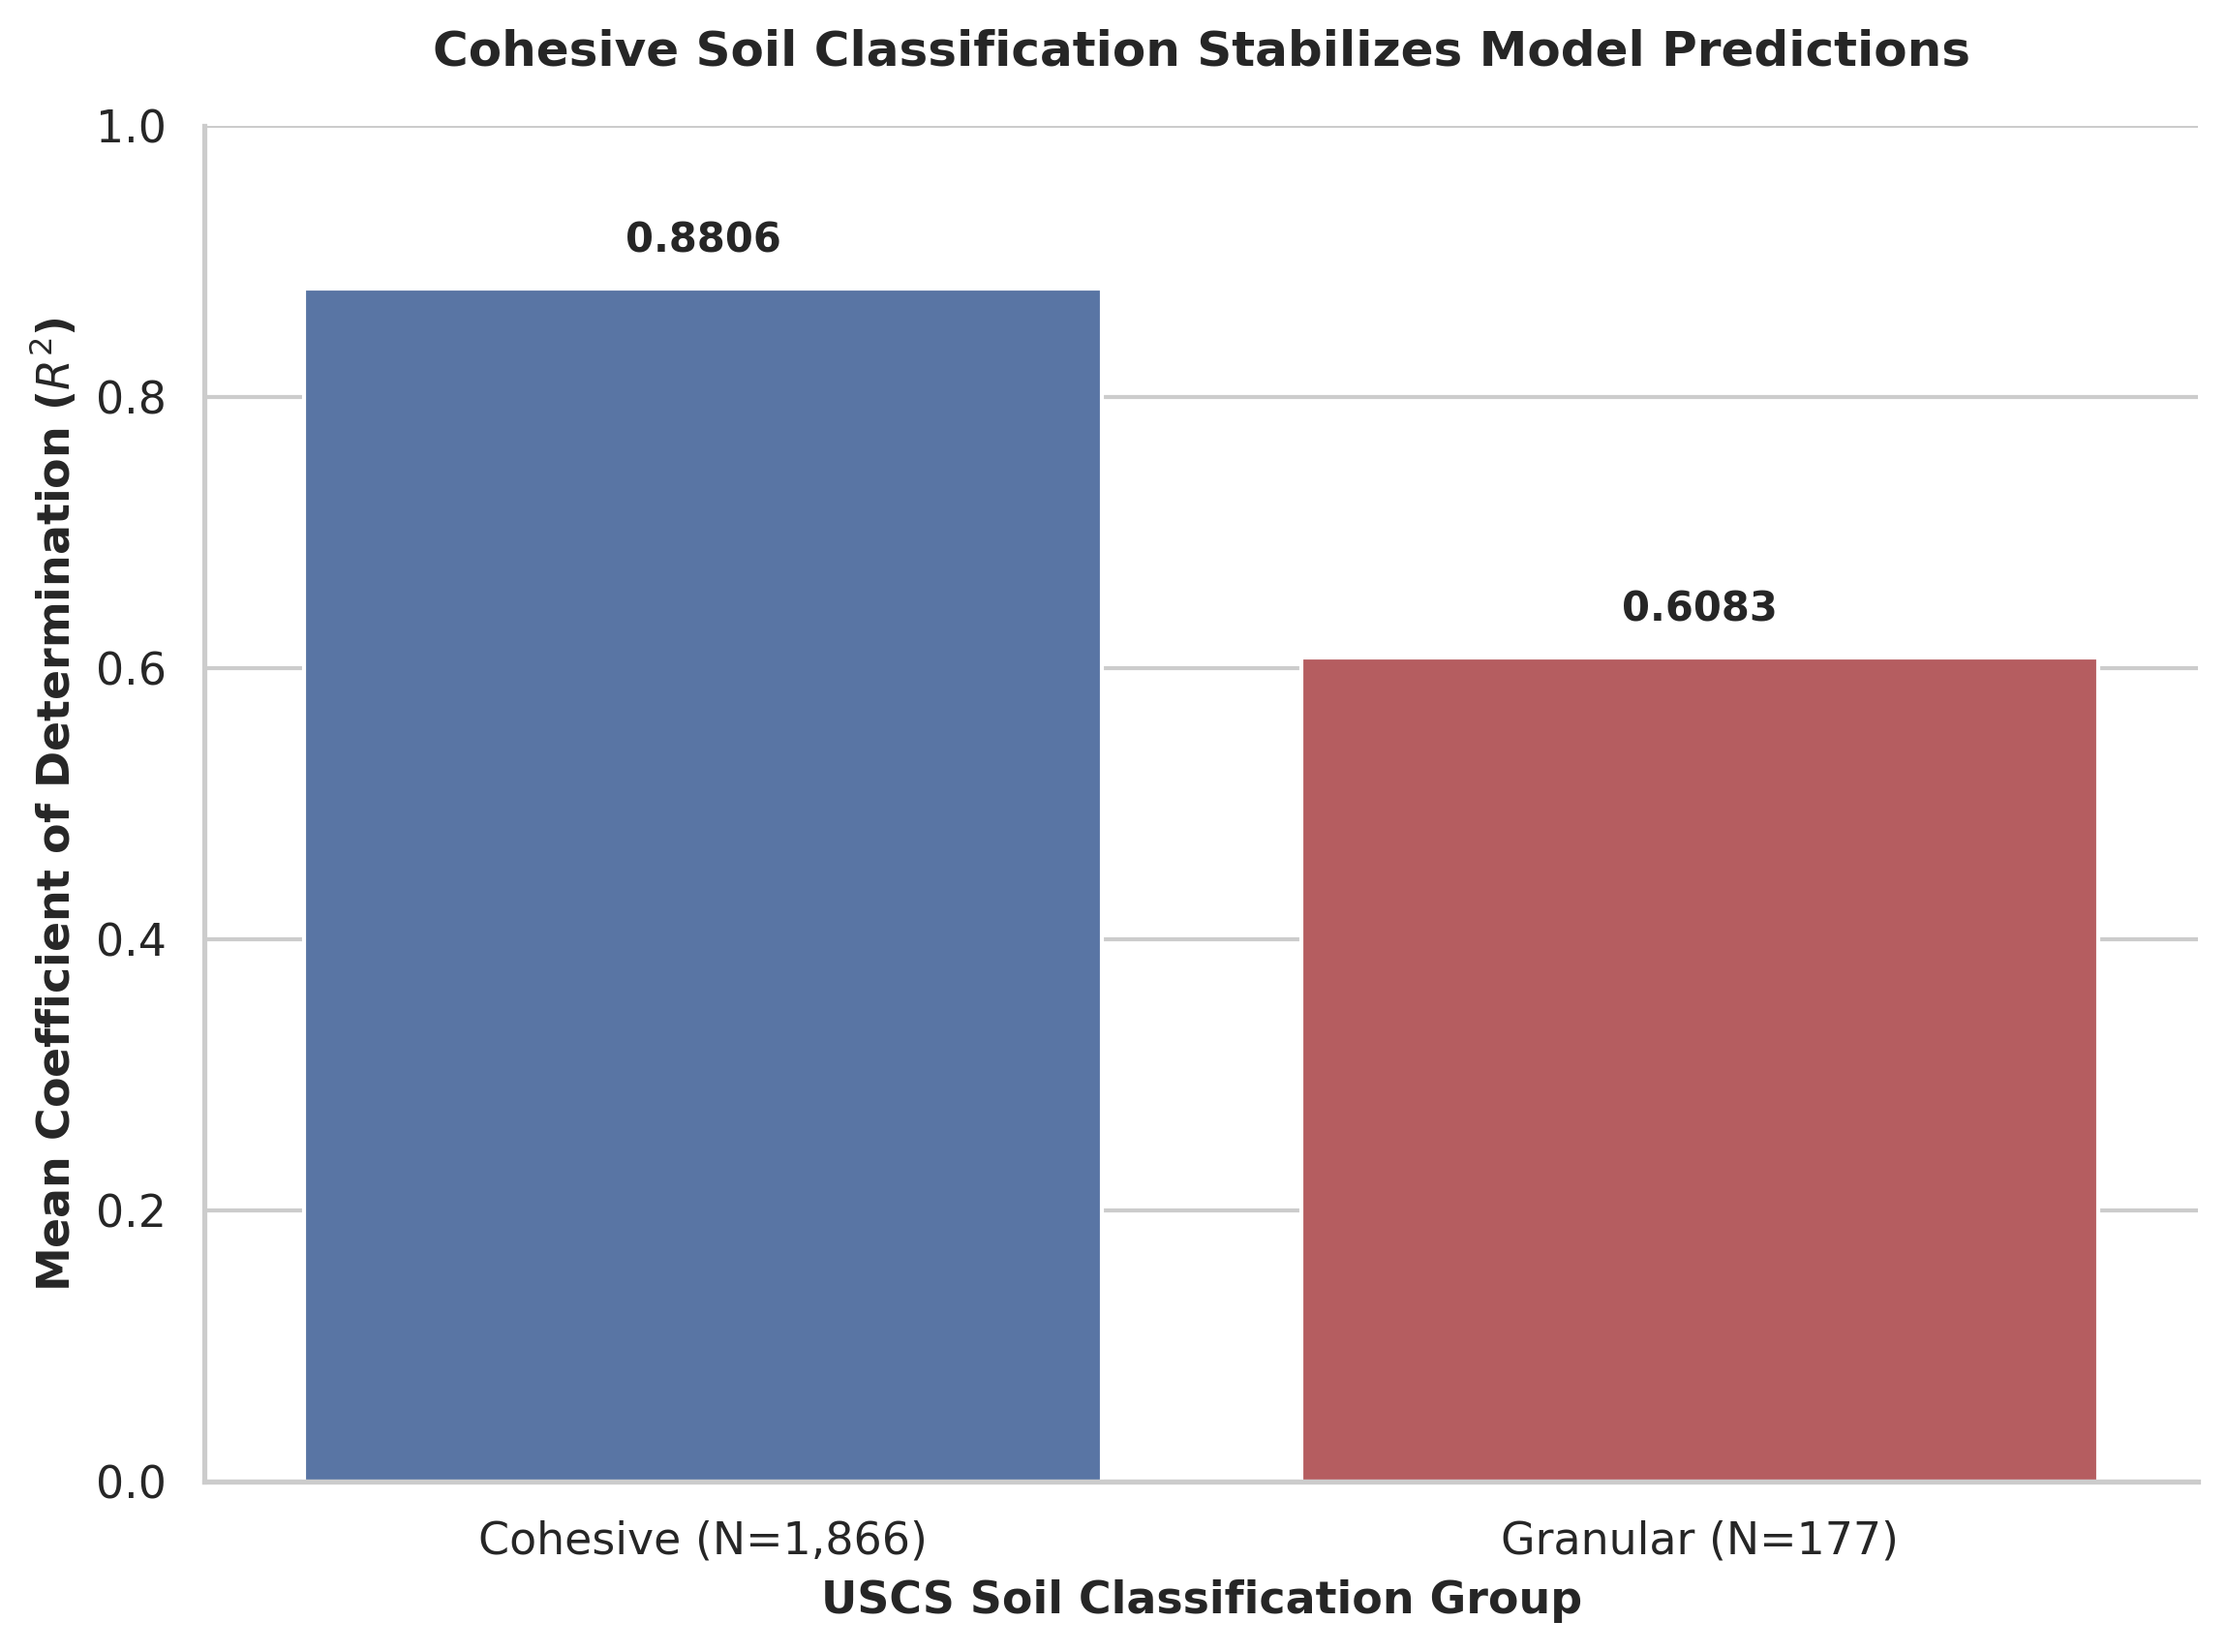 Cohesive Soil Classification Stabilizes Model Predictions
Mean Coefficient of Determination (R²)
1.0
0.8
0.6
0.4
0.2
0.0
0.8806
0.6083
Cohesive (N=1,866)
Granular (N=177)
USCS Soil Classification Group